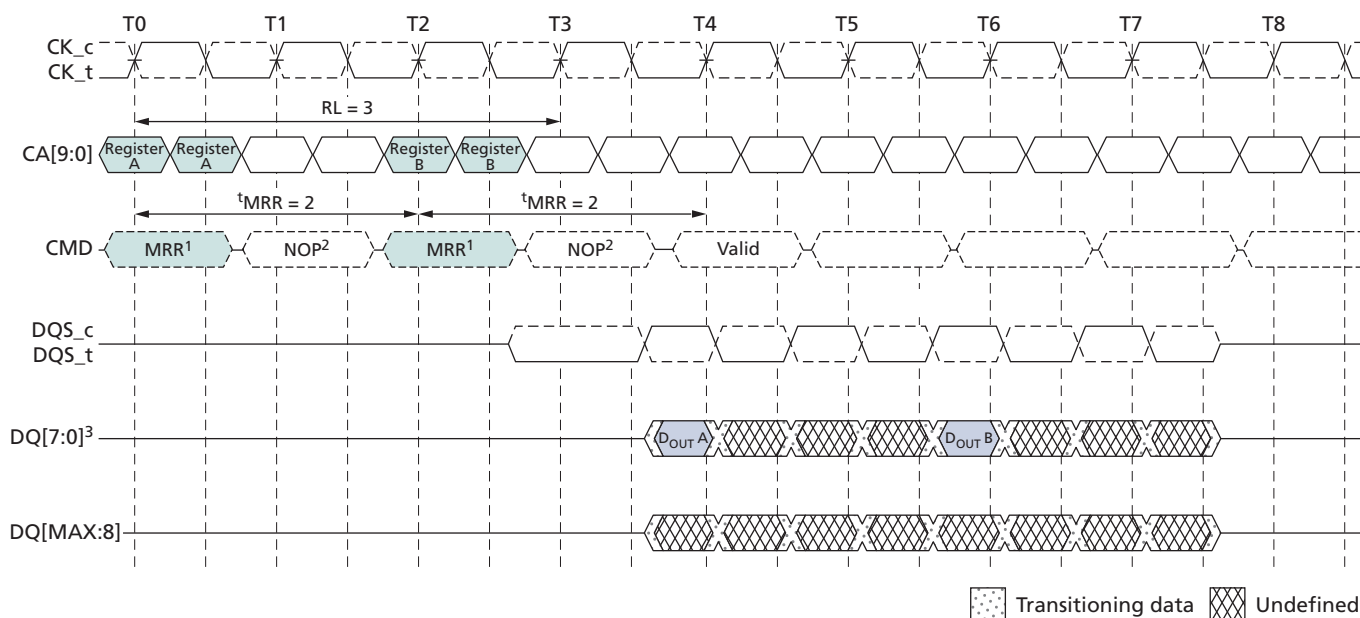 T0 T1 T2 T3 T4 T5 T6 T7 T8
CK_c
CK_t
RL = 3
CA[9:0]
Register A
Register A
Register B
Register B
tMRR = 2
tMRR = 2
CMD
MRR1
NOP2
MRR1
NOP2
Valid
DQS_c
DQS_t
DQ[7:0]3
DOUT A
DOUT B
DQ[MAX:8]
Transitioning data
Undefined